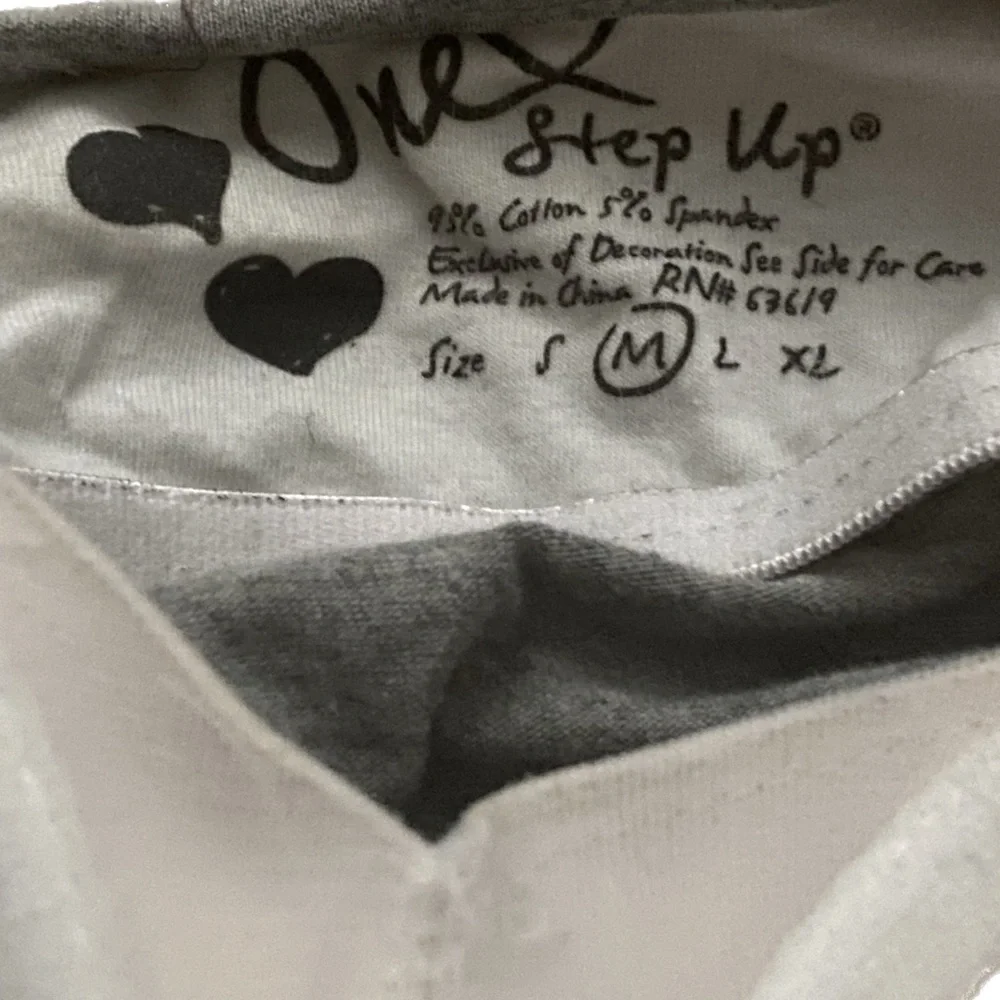 One
Step Up®
95% Cotton 5% Spandex
Exclusive of Decoration See Side for Care
Made in China RN# 63619
Size S M L XL